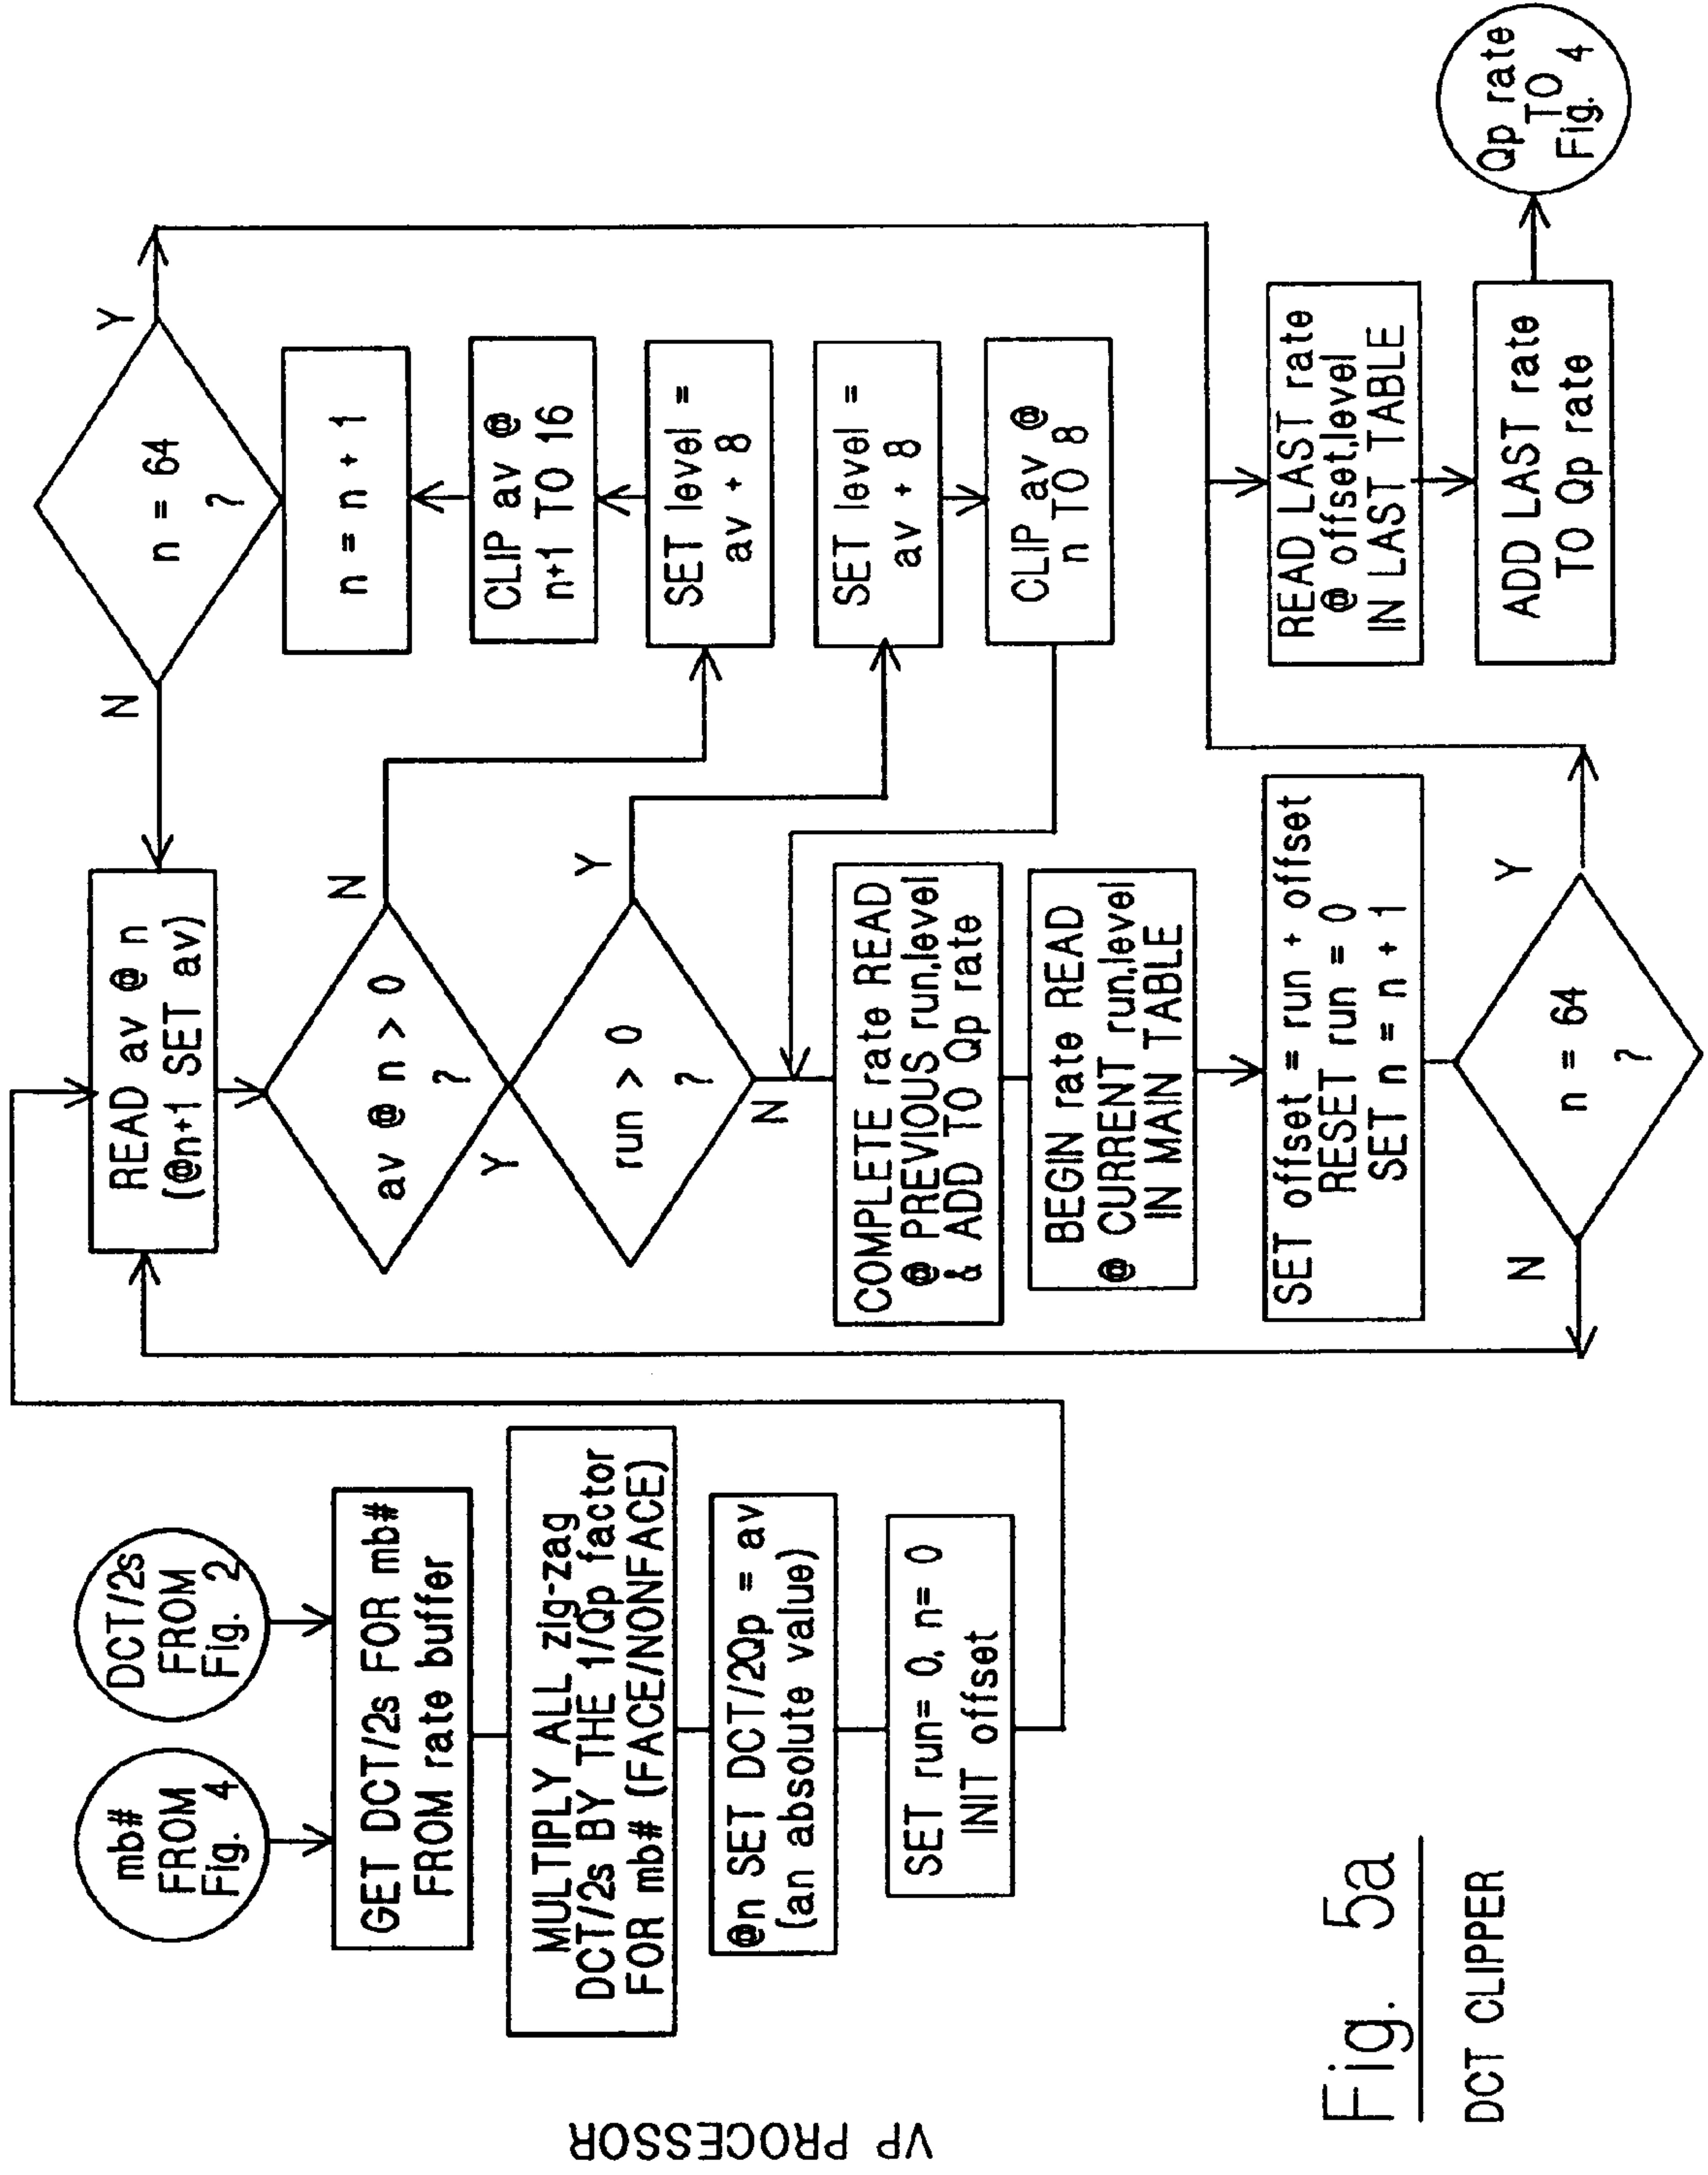 mb#
FROM
Fig. 4
DCT/2s
FROM
Fig. 2
GET DCT/2s FOR mb#
FROM rate buffer
MULTIPLY ALL zig-zag
DCT/2s BY THE 1/Qp factor
FOR mb# (FACE/NONFACE)
@n SET DCT/2Qp = av
(an absolute value)
SET run= 0, n= 0
INIT offset
READ av @ n
(@n+1 SET av)
av @ n > 0
?
N
Y
run > 0
?
Y
N
COMPLETE rate READ
@ PREVIOUS run,level
& ADD TO Qp rate
BEGIN rate READ
@ CURRENT run,level
IN MAIN TABLE
SET offset = run + offset
RESET run = 0
SET n = n + 1
n = 64
?
N
Y
n = 64
?
N
Y
n = n + 1
CLIP av @
n+1 TO 16
SET level =
av + 8
SET level =
av + 8
CLIP av @
n TO 8
READ LAST rate
@ offset,level
IN LAST TABLE
ADD LAST rate
TO Qp rate
Qp rate
TO
Fig. 4
VP PROCESSOR
Fig. 5a
DCT CLIPPER